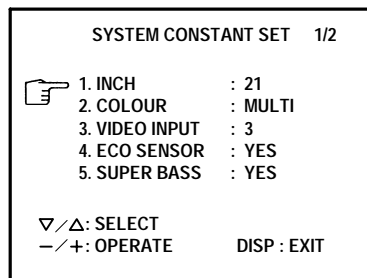 SYSTEM CONSTANT SET 1/2
1. INCH : 21
2. COLOUR : MULTI
3. VIDEO INPUT : 3
4. ECO SENSOR : YES
5. SUPER BASS : YES
▽/△: SELECT
−/+: OPERATE DISP : EXIT